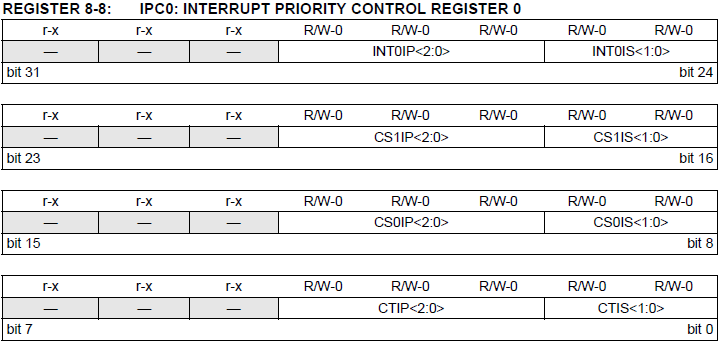 REGISTER 8-8: IPC0: INTERRUPT PRIORITY CONTROL REGISTER 0
r-x r-x r-x R/W-0 R/W-0 R/W-0 R/W-0 R/W-0
— — — INT0IP<2:0> INT0IS<1:0>
bit 31 bit 24
r-x r-x r-x R/W-0 R/W-0 R/W-0 R/W-0 R/W-0
— — — CS1IP<2:0> CS1IS<1:0>
bit 23 bit 16
r-x r-x r-x R/W-0 R/W-0 R/W-0 R/W-0 R/W-0
— — — CS0IP<2:0> CS0IS<1:0>
bit 15 bit 8
r-x r-x r-x R/W-0 R/W-0 R/W-0 R/W-0 R/W-0
— — — CTIP<2:0> CTIS<1:0>
bit 7 bit 0